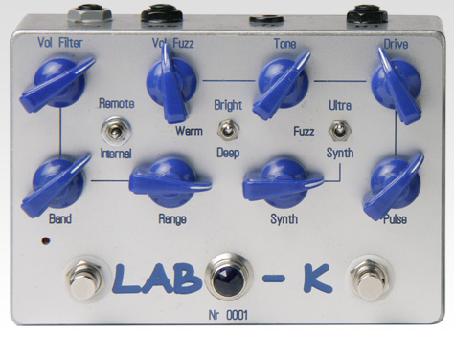 Vol Filter Vol Fuzz Tone Drive
Remote Bright Ultra
Warm Fuzz
Internal Deep Synth
Band Range Synth Pulse
LAB - K
Nr 0001